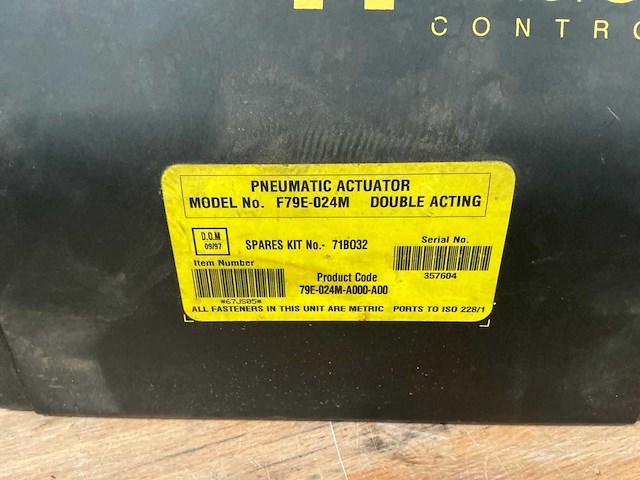 CONTRO
PNEUMATIC ACTUATOR
MODEL No. F79E-024M DOUBLE ACTING
D.O.M
09/97
SPARES KIT No.- 71B032
Serial No.
357604
Item Number
*67JS05*
Product Code
79E-024M-A000-A00
ALL FASTENERS IN THIS UNIT ARE METRIC PORTS TO ISO 228/1